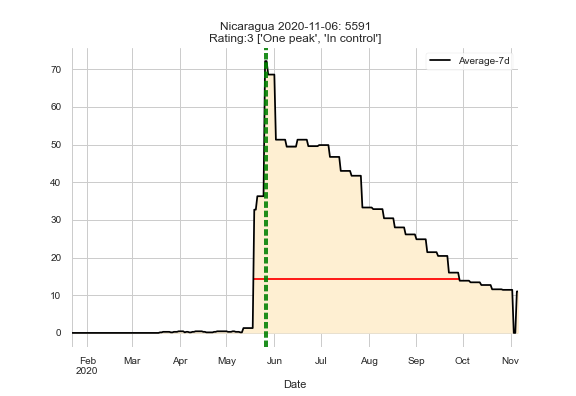 Nicaragua 2020-11-06: 5591
Rating:3 ['One peak', 'In control']
Average-7d
70
60
50
40
30
20
10
0
Feb Mar Apr May Jun Jul Aug Sep Oct Nov
2020
Date